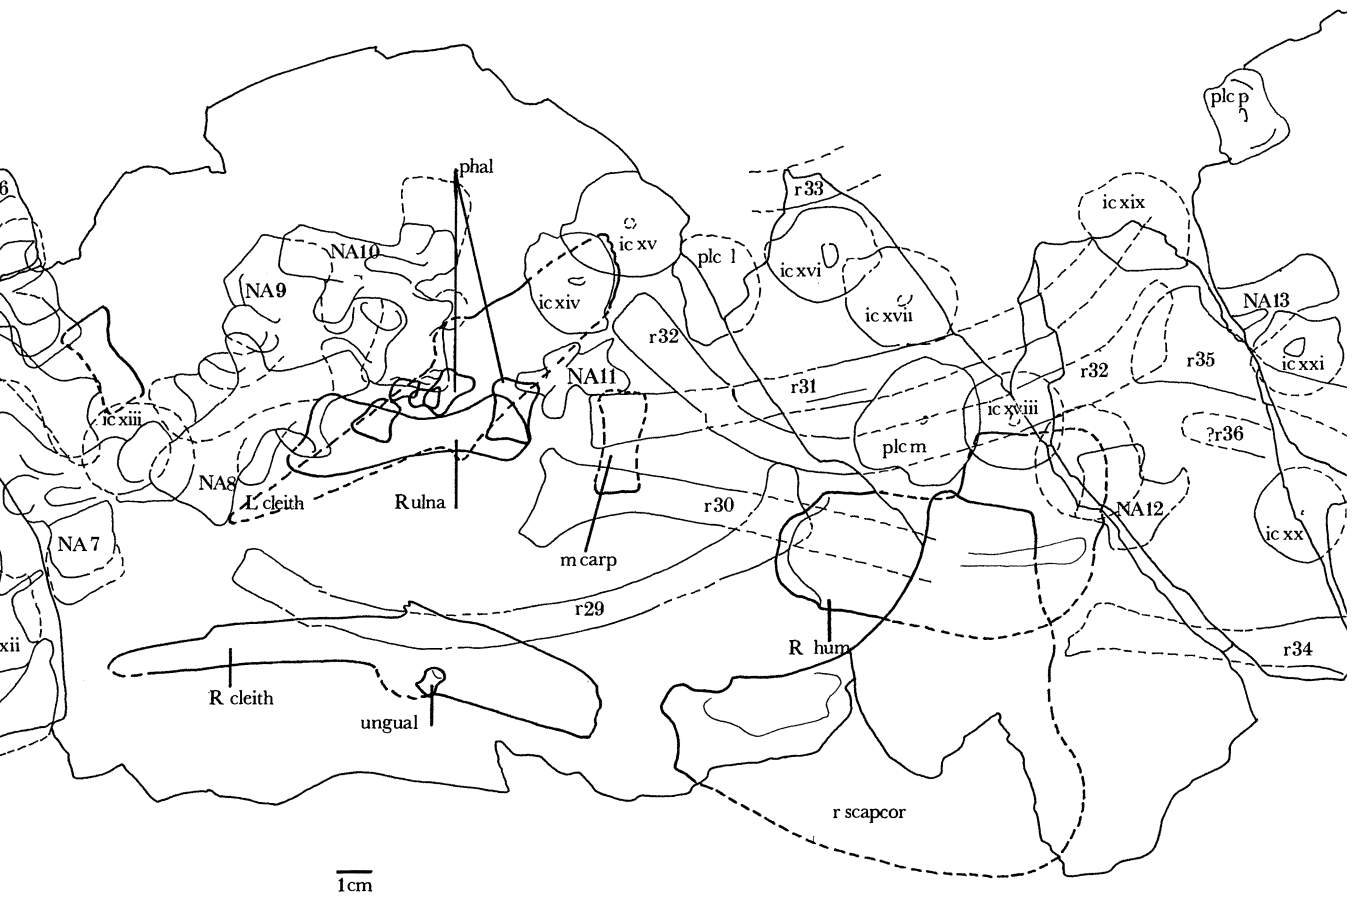 plc p
phal
6
r33
ic xix
ic xv
NA10
plc l
ic xvi
NA9
ic xiv
ic xvii
NA13
r32
r35
ic xxi
r32
NA11
r31
ic xviii
ic xiii
?r36
plc m
NA8
L cleith
R ulna
r30
NA12
ic xx
NA7
m carp
r29
xii
R hum
r34
R cleith
ungual
r scapcor
1cm